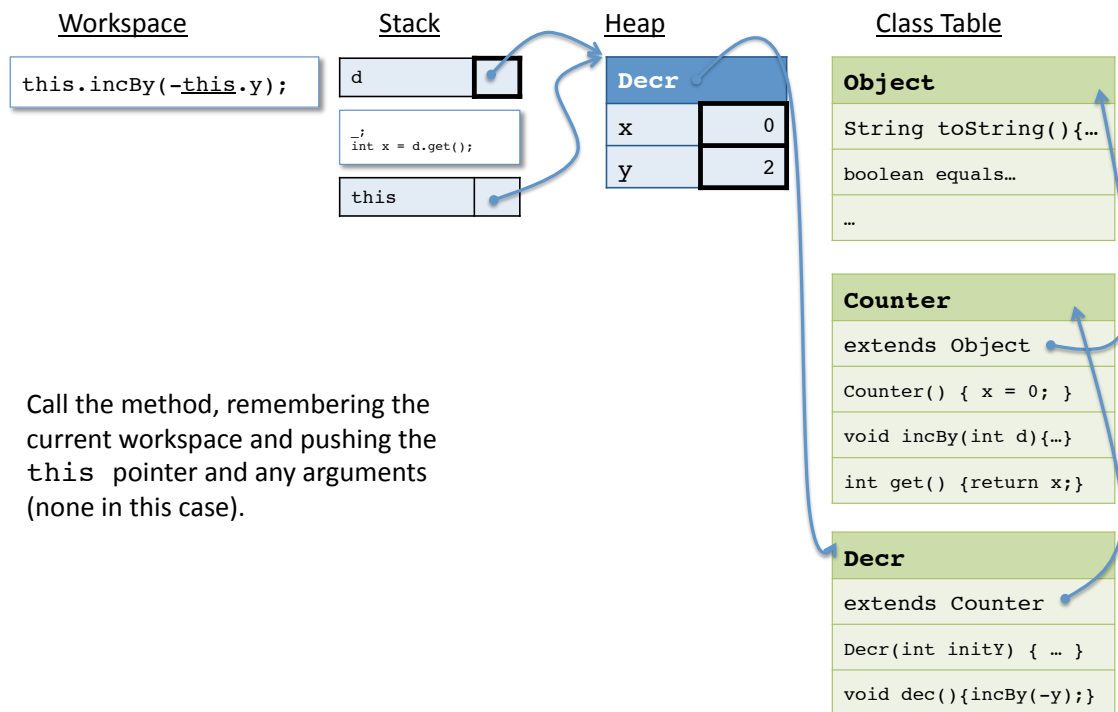 Workspace
Stack
Heap
Class Table
this.incBy(-this.y);
d
_;
int x = d.get();
this
Decr
x 0
y 2
Object
String toString(){…
boolean equals…
…
Counter
extends Object
Counter() { x = 0; }
void incBy(int d){…}
int get() {return x;}
Decr
extends Counter
Decr(int initY) { … }
void dec(){incBy(-y);}
Call the method, remembering the
current workspace and pushing the
this pointer and any arguments
(none in this case).